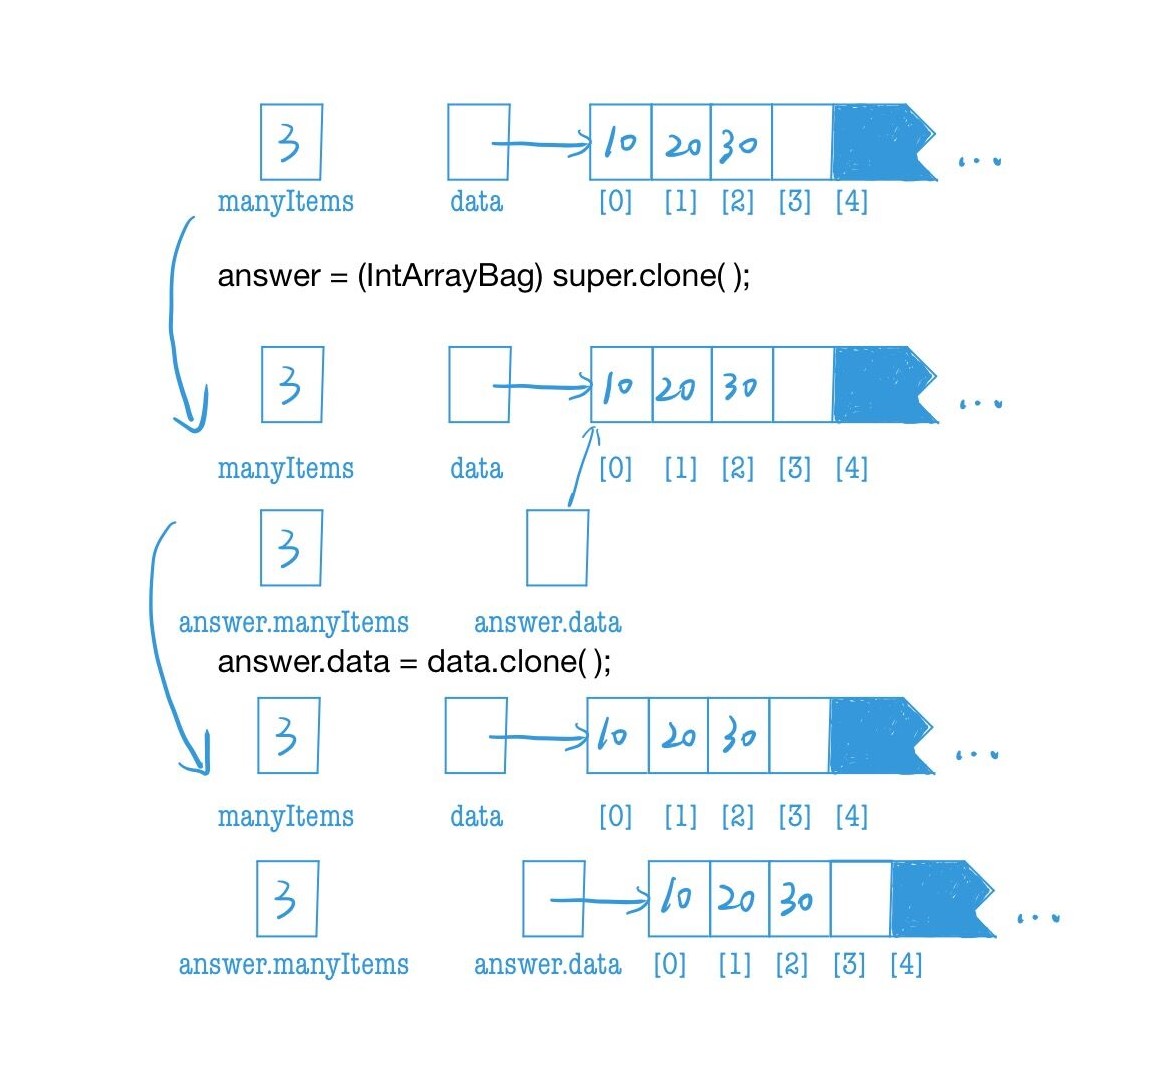 3 10 20 30 ...
manyItems data [0] [1] [2] [3] [4]
answer = (IntArrayBag) super.clone( );
3 10 20 30 ...
manyItems data [0] [1] [2] [3] [4]
3
answer.manyItems answer.data
answer.data = data.clone( );
3 10 20 30 ...
manyItems data [0] [1] [2] [3] [4]
3 10 20 30 ...
answer.manyItems answer.data [0] [1] [2] [3] [4]